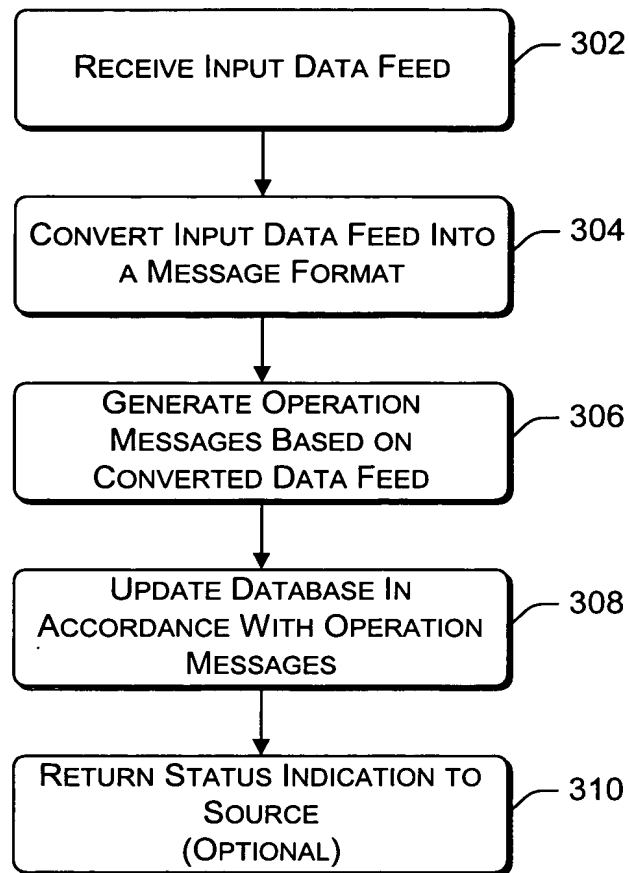 RECEIVE INPUT DATA FEED
302
CONVERT INPUT DATA FEED INTO
A MESSAGE FORMAT
304
GENERATE OPERATION
MESSAGES BASED ON
CONVERTED DATA FEED
306
UPDATE DATABASE IN
ACCORDANCE WITH OPERATION
MESSAGES
308
RETURN STATUS INDICATION TO
SOURCE
(OPTIONAL)
310